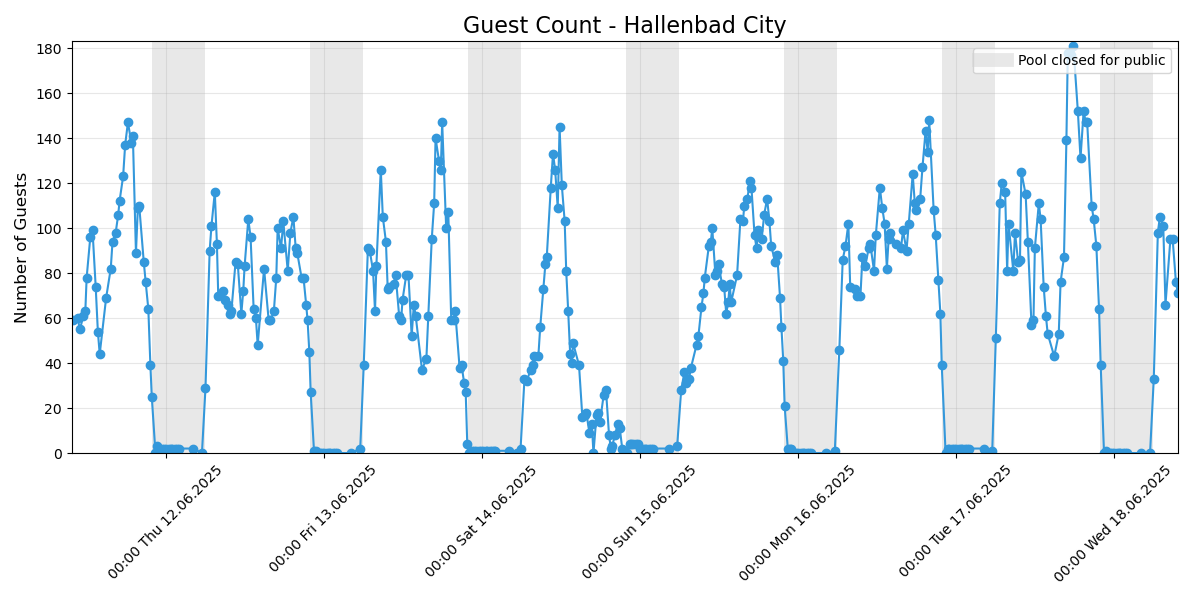 Guest Count - Hallenbad City
Pool closed for public
Number of Guests
180
160
140
120
100
80
60
40
20
0
00:00 Thu 12.06.2025
00:00 Fri 13.06.2025
00:00 Sat 14.06.2025
00:00 Sun 15.06.2025
00:00 Mon 16.06.2025
00:00 Tue 17.06.2025
00:00 Wed 18.06.2025